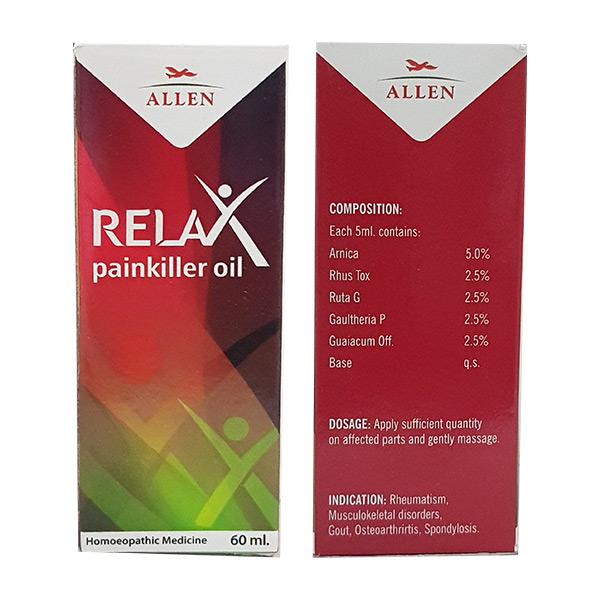 ALLEN
RELAX
painkiller oil
Homoeopathic Medicine 60 ml.
ALLEN
COMPOSITION:
Each 5ml. contains:
Arnica 5.0%
Rhus Tox 2.5%
Ruta G 2.5%
Gaultheria P 2.5%
Guaiacum Off. 2.5%
Base q.s.
DOSAGE: Apply sufficient quantity
on affected parts and gently massage.
INDICATION: Rheumatism,
Musculokeletal disorders,
Gout, Osteoarthrirtis, Spondylosis.